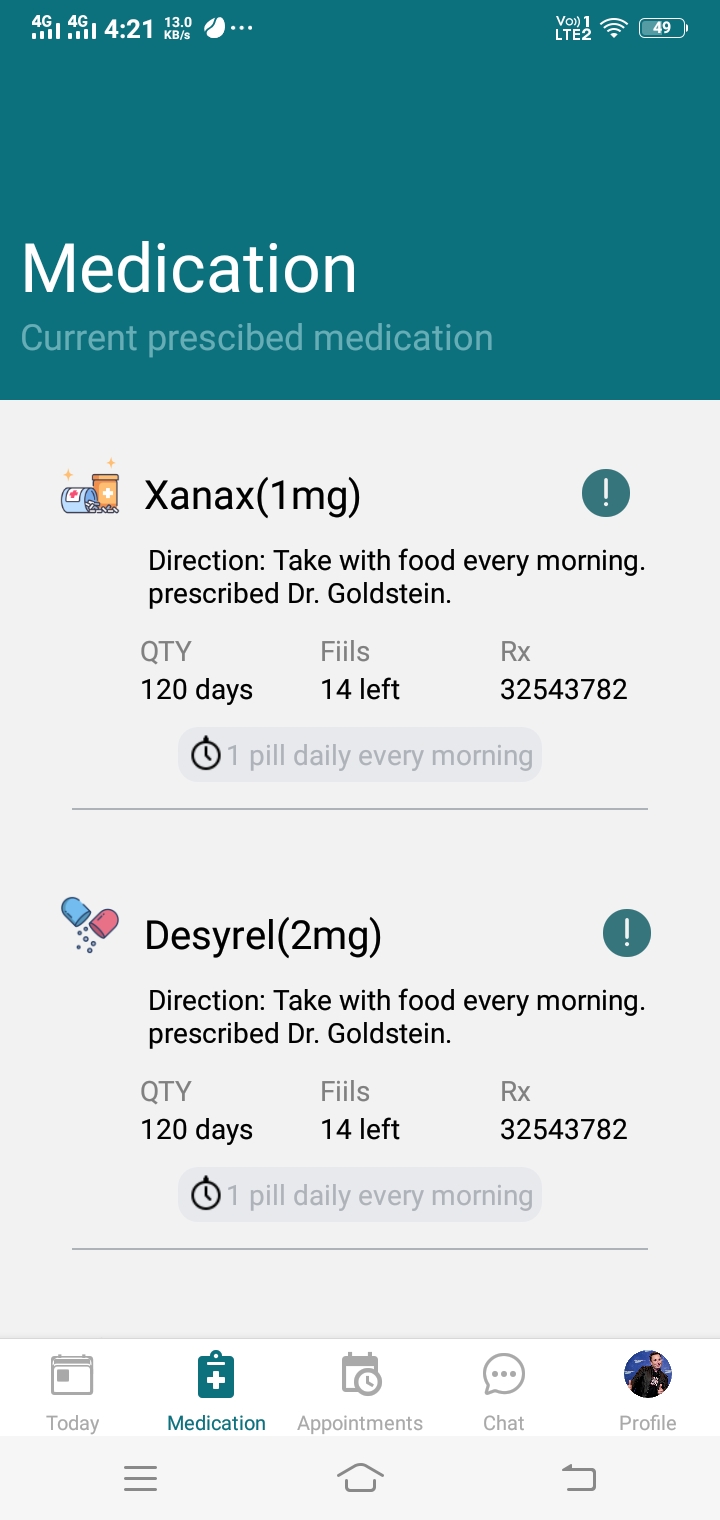 4G 4G 4:21 13.0 KB/s ... Vo)) 1 LTE2 49
Medication
Current prescibed medication
Xanax(1mg) !
Direction: Take with food every morning.
prescribed Dr. Goldstein.
QTY Fiils Rx
120 days 14 left 32543782
1 pill daily every morning
Desyrel(2mg) !
Direction: Take with food every morning.
prescribed Dr. Goldstein.
QTY Fiils Rx
120 days 14 left 32543782
1 pill daily every morning
Today Medication Appointments Chat Profile